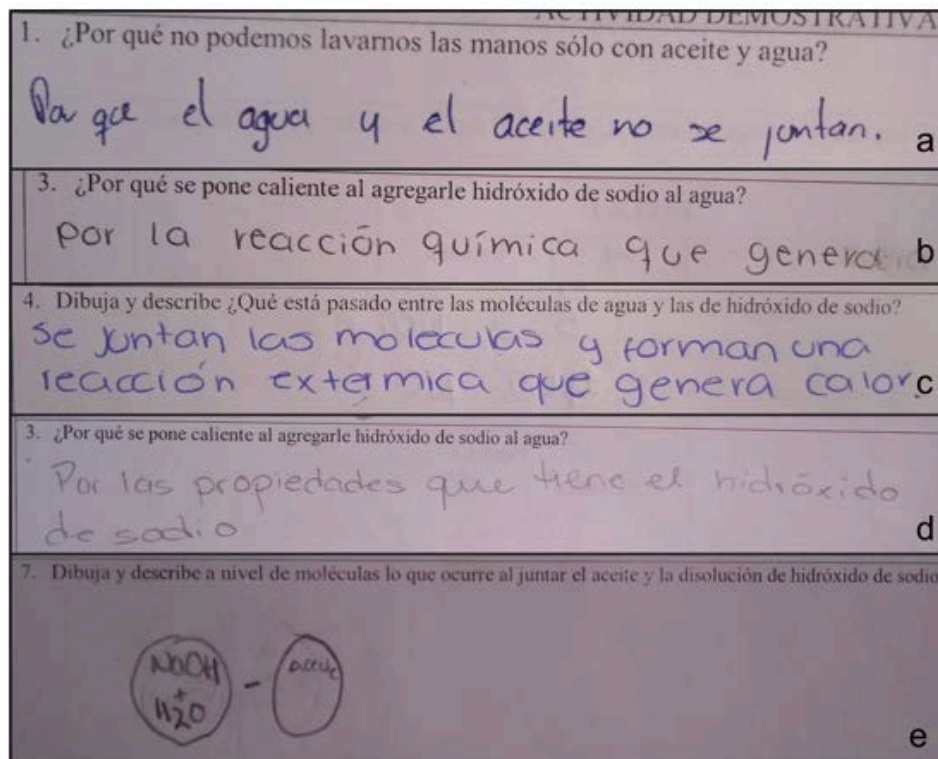 ACTIVIDAD DEMOSTRATIVA
1. ¿Por qué no podemos lavarnos las manos sólo con aceite y agua?
el agua y el aceite no se juntan.
a
3. ¿Por qué se pone caliente al agregarle hidróxido de sodio al agua?
por la reacción química que genera
b
4. Dibuja y describe ¿Qué está pasado entre las moléculas de agua y las de hidróxido de sodio?
se juntan las moleculas y forman una
reacción extermica que genera calor
c
3. ¿Por qué se pone caliente al agregarle hidróxido de sodio al agua?
Por las propiedades que tiene el hidróxido
de sodio
d
7. Dibuja y describe a nivel de moléculas lo que ocurre al juntar el aceite y la disolución de hidróxido de sodio
NaOH - aceite
+
H20
e